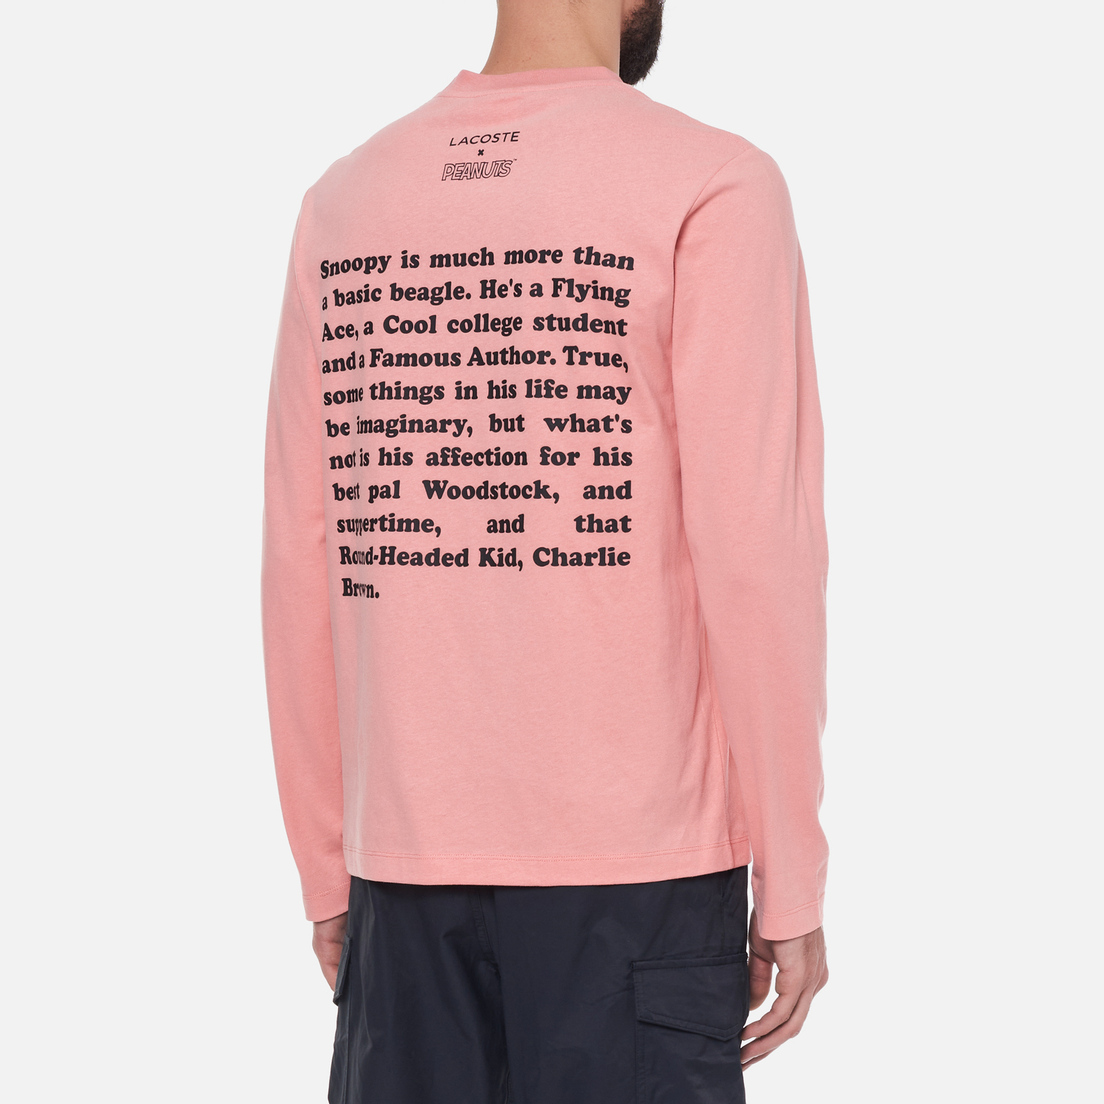 LACOSTE
×
PEANUTS™
Snoopy is much more than
a basic beagle. He's a Flying
Ace, a Cool college student
and a Famous Author. True,
some things in his life may
be imaginary, but what's
not is his affection for his
best pal Woodstock, and
suppertime, and that
Round-Headed Kid, Charlie
Brown.